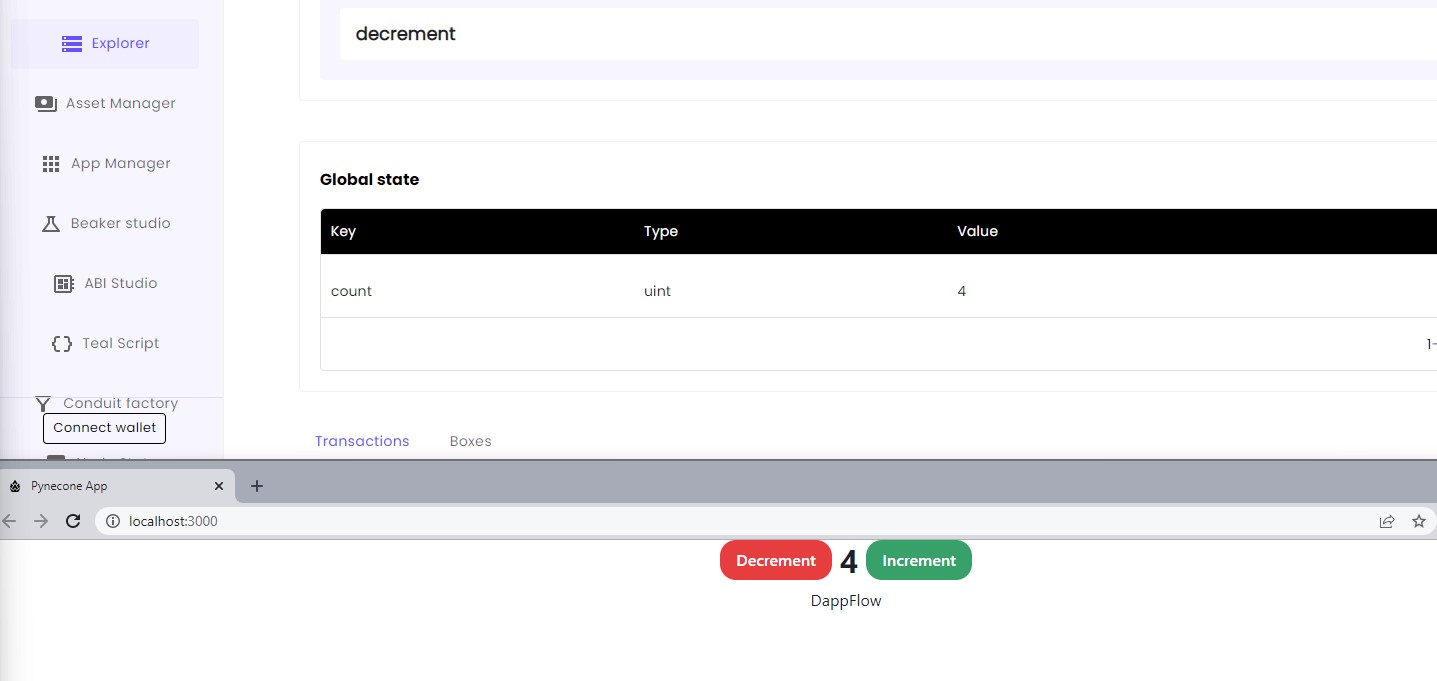 Explorer
Asset Manager
App Manager
Beaker studio
ABI Studio
Teal Script
Conduit factory
Connect wallet
decrement
Global state
Key Type Value
count uint 4
1-
Transactions Boxes
Pynecone App
localhost:3000
Decrement 4 Increment
DappFlow